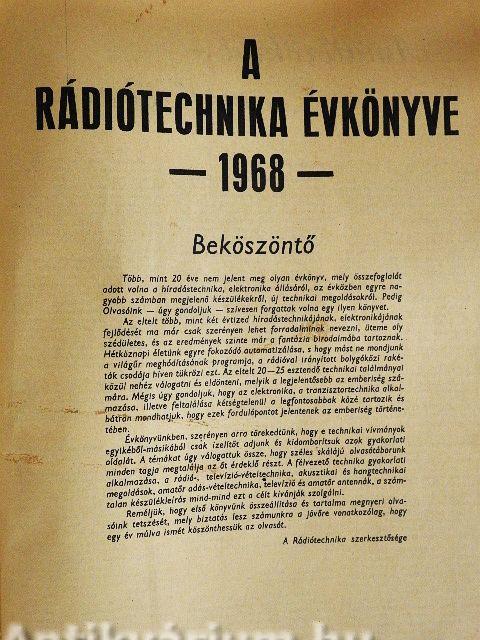 A
RÁDIÓTECHNIKA ÉVKÖNYVE
— 1968 —
Beköszöntő
Több, mint 20 éve nem jelent meg olyan évkönyv, mely összefoglalát
adott volna a híradástechnika, elektronika állásáról, az évközben egyre na-
gyobb számban megjelenő készülékekről, új technikai megoldásokról. Pedig
Olvasóink — úgy gondoljuk — szívesen forgattak volna egy ilyen könyvet.
Az eltelt több, mint két évtized híradástechnikájának, elektronikájának
fejlődését ma már csak szerényen lehet forradalminak nevezni, üteme oly
szédületes, és az eredmények szinte már a fantázia birodalmába tartoznak.
Hétköznapi életünk egyre fokozódó automatizálása, s hogy mást ne mondjunk
a világűr meghódításának programja, a rádióval irányított bolygóközi raké-
ták csodája híven tükrözi ezt. Az eltelt 20—25 esztendő technikai találmányai
közül nehéz válogatni és eldönteni, melyik a legjelentősebb az emberiség szá-
mára. Mégis úgy gondoljuk, hogy az elektronika, a tranzisztortechnika alkal-
mazása, illetve feltalálása kétségtelenül a legfontosabbak közé tartozik és
bátran mondhatjuk, hogy ezek fordulópontot jelentenek az emberiség történe-
tében.
Évkönyvünkben, szerényen arra törekedtünk, hogy e technikai vívmányok
egyikéből-másikából csak ízelítőt adjunk és kidomborítsuk azok gyakorlati
oldalát. A témákat úgy válogattuk össze, hogy széles skálájú olvasótáborunk
minden tagja megtalálja az őt érdeklő részt. A félvezető technika gyakorlati
alkalmazása, a rádió-, televízió-vételtechnika, akusztikai és hangtechnikai
megoldások, amatőr adás-vételtechnika, televízió és amatőr antennák, a szám-
talan készülékleírás mind-mind ezt a célt kívánják szolgálni.
Reméljük, hogy első könyvünk összeállítása és tartalma megnyeri olva-
sóink tetszését, mely biztatás lesz számunkra a jövőre vonatkozólag, hogy
egy év múlva ismét köszönthessük az olvasót.
A Rádiótechnika szerkesztősége
Antikvárium.hu